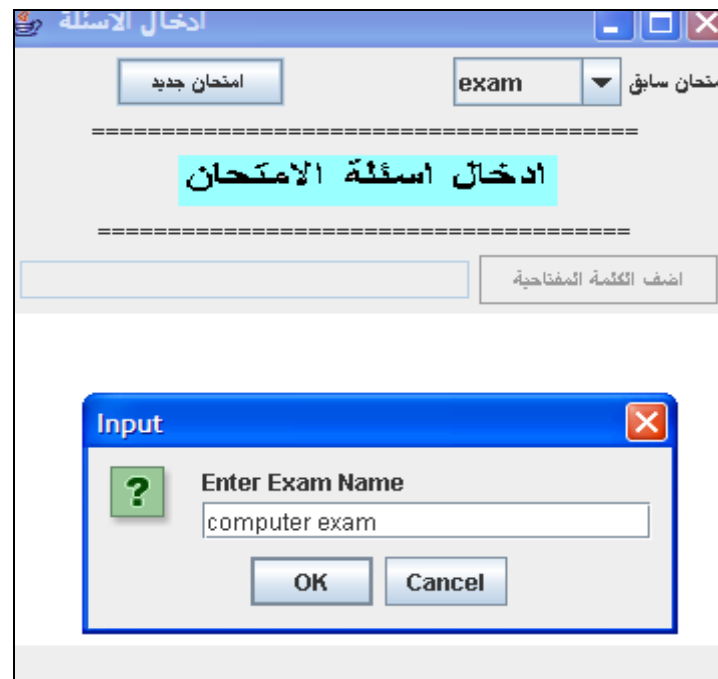 ادخال الاسئلة
متحان سابق exam امتحان جديد
=======================================
ادخال اسئلة الامتحان
======================================
اضف الكلمة المفتاحية
Input
Enter Exam Name
computer exam
OK Cancel